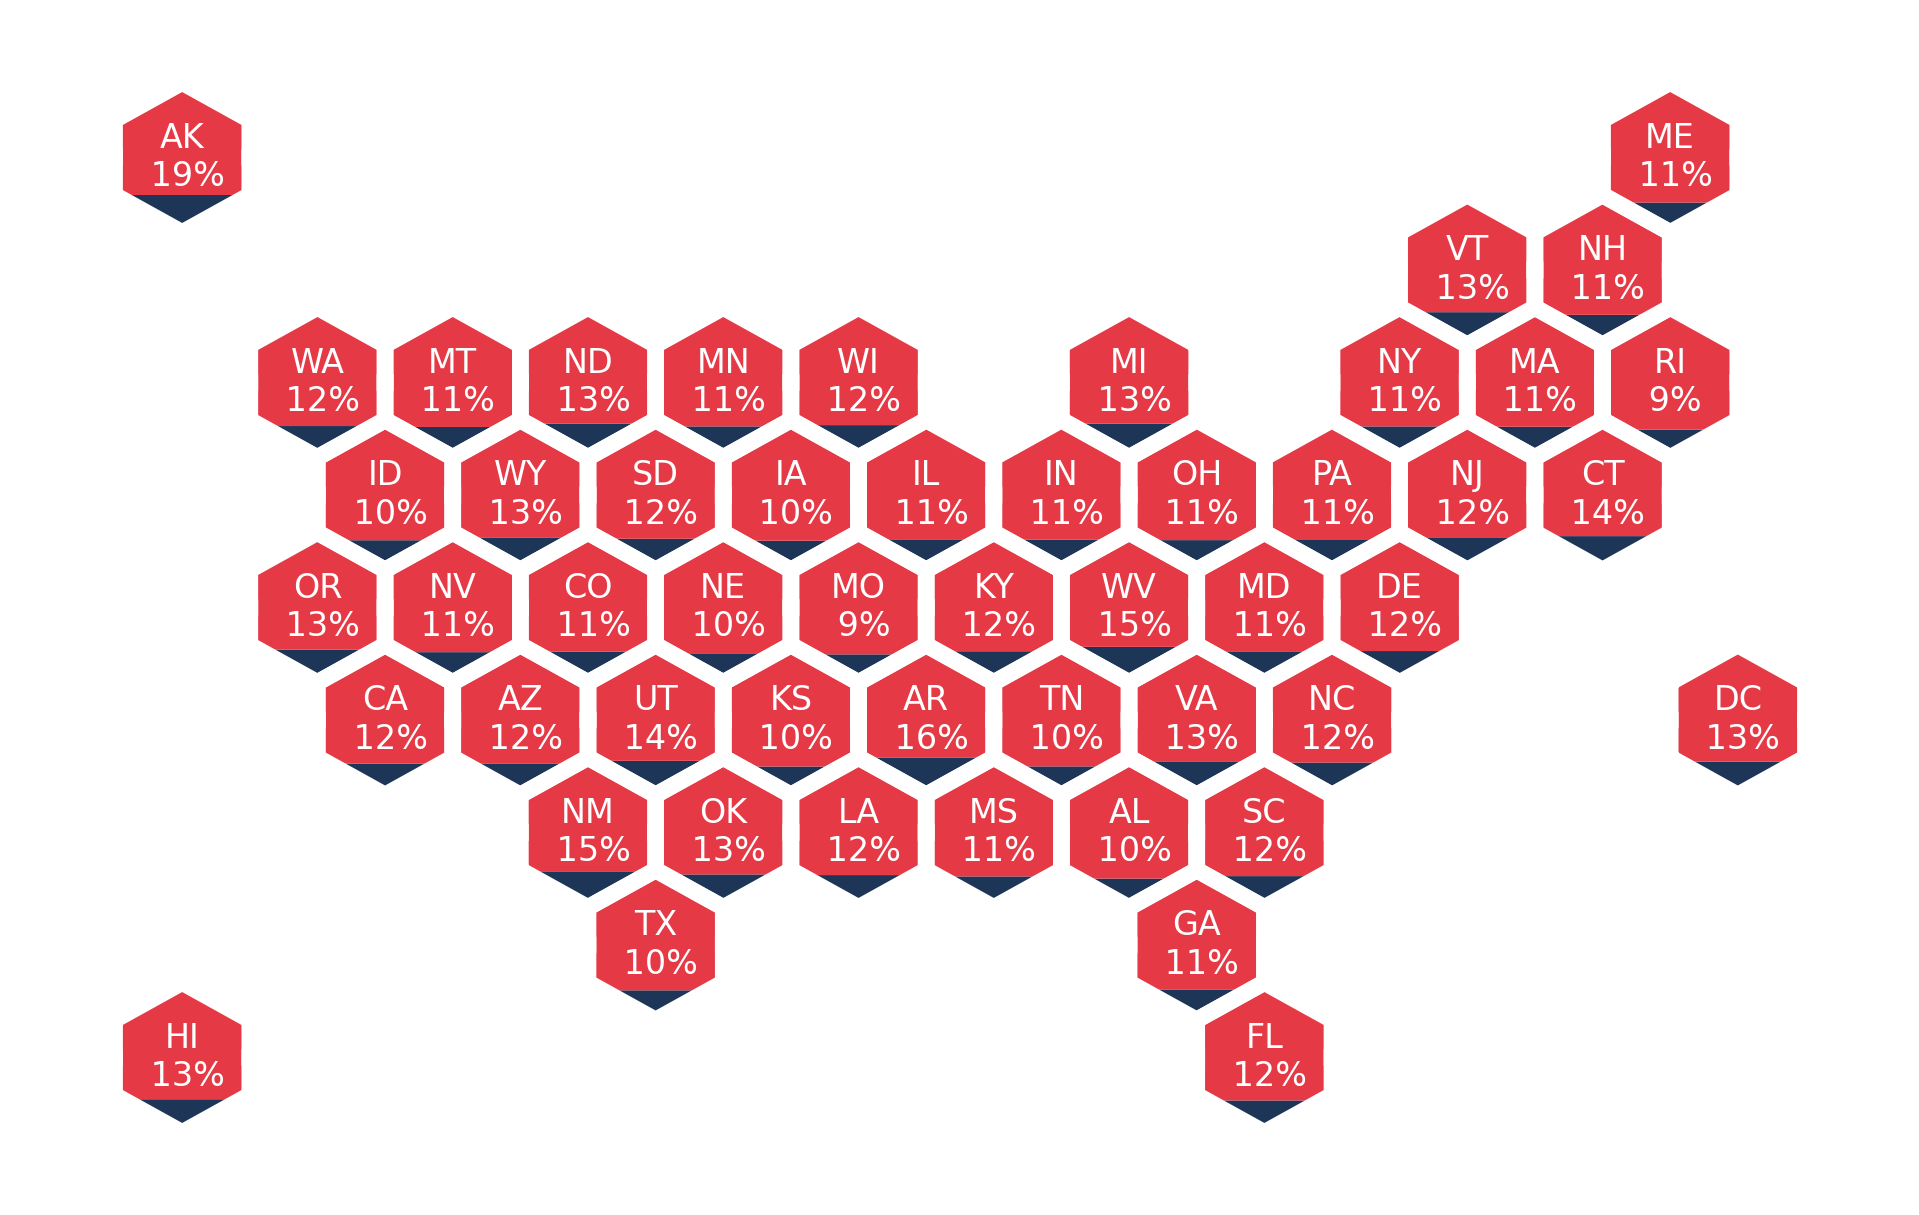 AK
19%
ME
11%
VT
13%
NH
11%
WA
12%
MT
11%
ND
13%
MN
11%
WI
12%
MI
13%
NY
11%
MA
11%
RI
9%
ID
10%
WY
13%
SD
12%
IA
10%
IL
11%
IN
11%
OH
11%
PA
11%
NJ
12%
CT
14%
OR
13%
NV
11%
CO
11%
NE
10%
MO
9%
KY
12%
WV
15%
MD
11%
DE
12%
CA
12%
AZ
12%
UT
14%
KS
10%
AR
16%
TN
10%
VA
13%
NC
12%
DC
13%
NM
15%
OK
13%
LA
12%
MS
11%
AL
10%
SC
12%
TX
10%
GA
11%
HI
13%
FL
12%